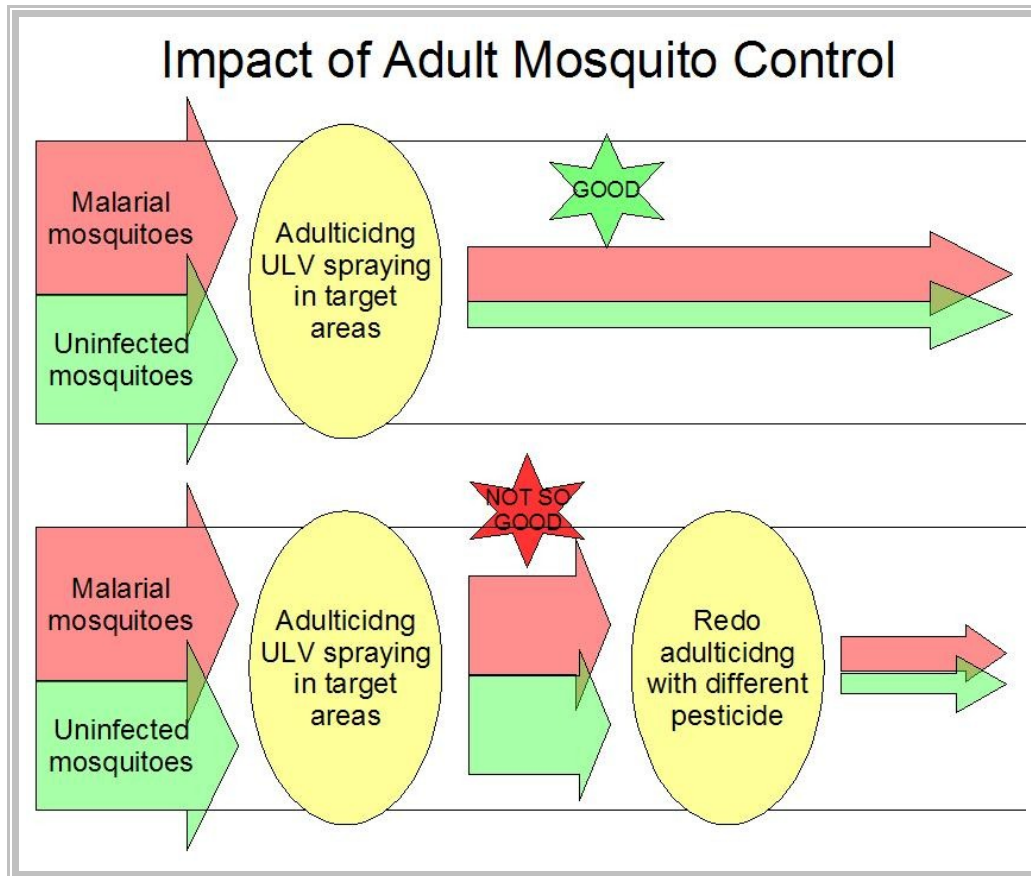 Impact of Adult Mosquito Control
Malarial
mosquitoes
Uninfected
mosquitoes
Adulticidng
ULV spraying
in target
areas
GOOD
Malarial
mosquitoes
Uninfected
mosquitoes
Adulticidng
ULV spraying
in target
areas
NOT SO
GOOD
Redo
adulticidng
with different
pesticide